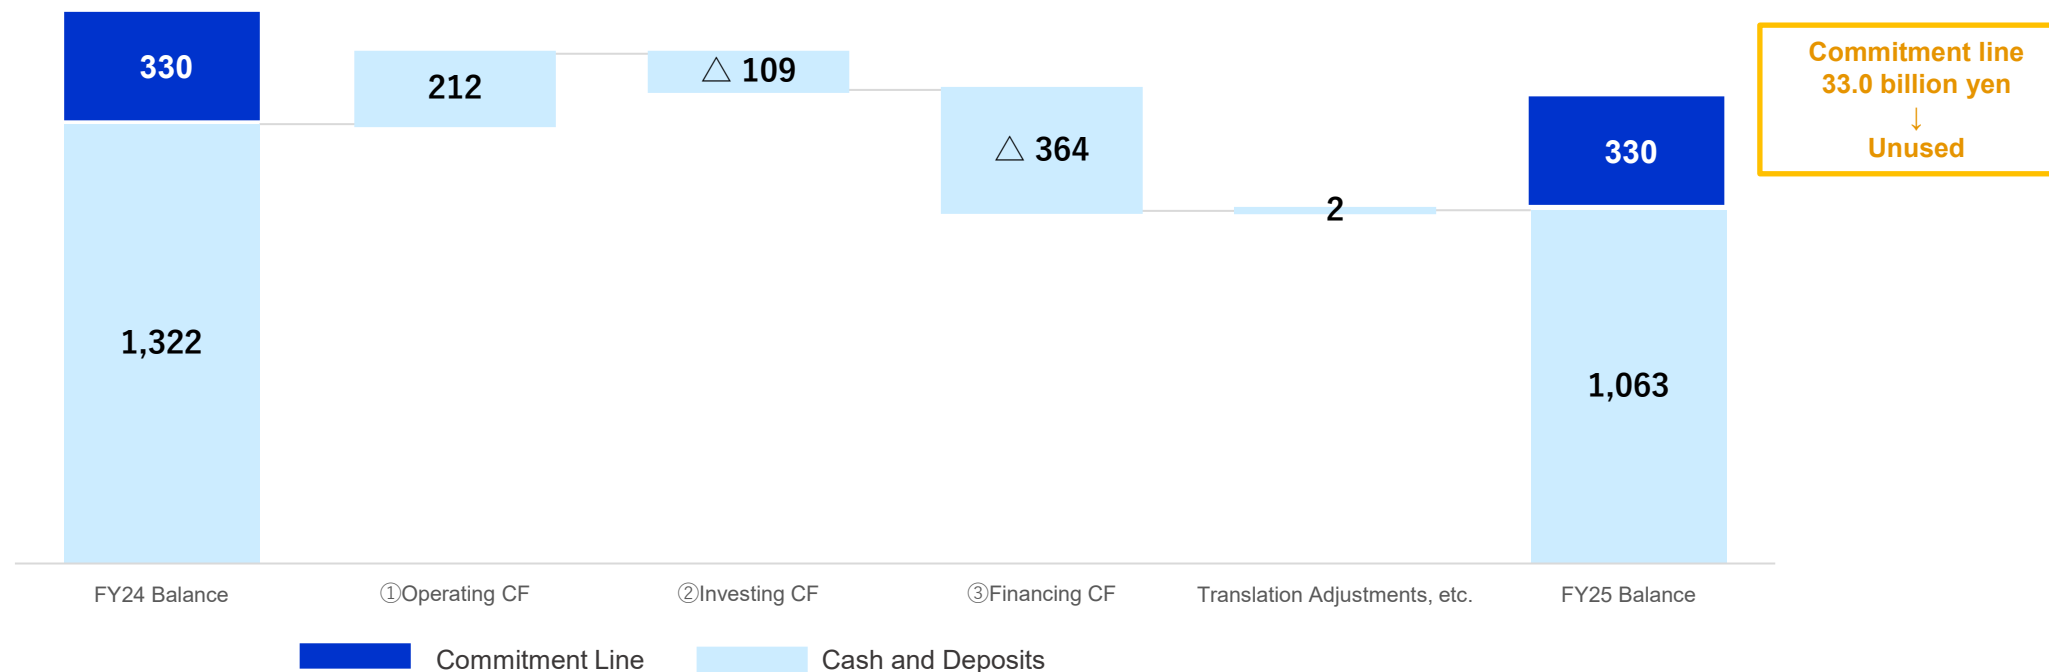 330
212
△ 109
△ 364
2
330
1,322
1,063
Commitment line
33.0 billion yen
↓
Unused
FY24 Balance
①Operating CF
②Investing CF
③Financing CF
Translation Adjustments, etc.
FY25 Balance
Commitment Line
Cash and Deposits